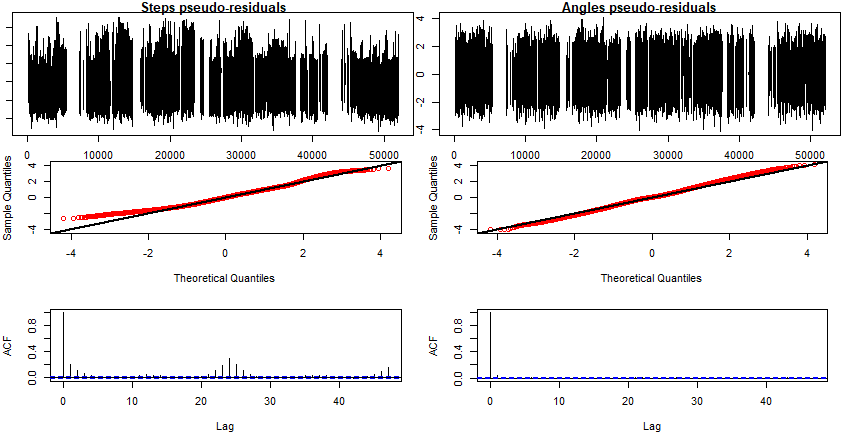 Steps pseudo-residuals Angles pseudo-residuals
4
2
0
-2
-4
0 10000 20000 30000 40000 50000 0 10000 20000 30000 40000 50000
Sample Quantiles Sample Quantiles
4 4
2 2
0 0
-4 -4
-4 -2 0 2 4 -4 -2 0 2 4
Theoretical Quantiles Theoretical Quantiles
ACF ACF
0.8 0.8
0.4 0.4
0.0 0.0
0 10 20 30 40 0 10 20 30 40
Lag Lag